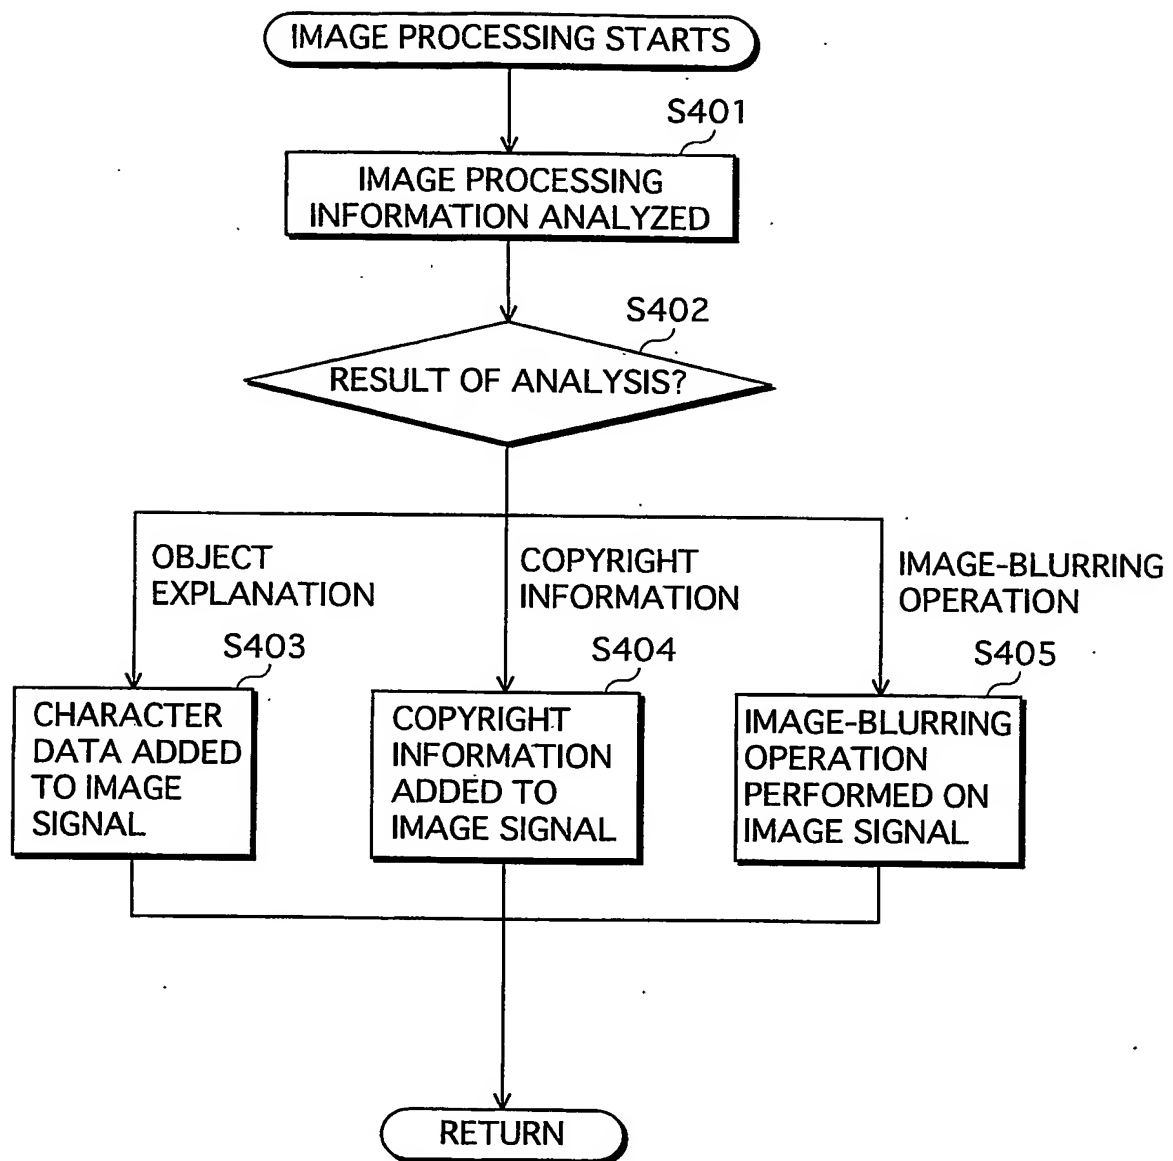 IMAGE PROCESSING STARTS
S401
IMAGE PROCESSING
INFORMATION ANALYZED
S402
RESULT OF ANALYSIS?
OBJECT
EXPLANATION
COPYRIGHT
INFORMATION
IMAGE-BLURRING
OPERATION
S403
CHARACTER
DATA ADDED
TO IMAGE
SIGNAL
S404
COPYRIGHT
INFORMATION
ADDED TO
IMAGE SIGNAL
S405
IMAGE-BLURRING
OPERATION
PERFORMED ON
IMAGE SIGNAL
RETURN